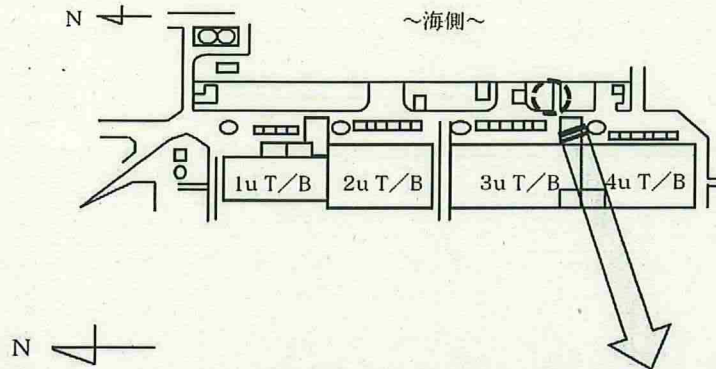 N
～海側～
1u T／B
2u T／B
3u T／B
4u T／B
N